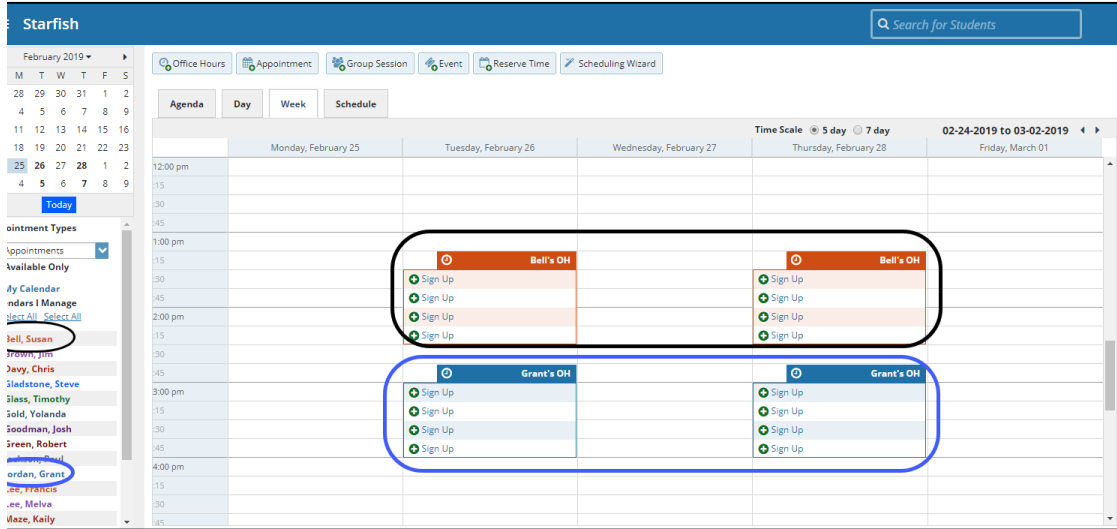 Starfish
Search for Students
February 2019
M T W T F S
28 29 30 31 1 2
4 5 6 7 8 9
11 12 13 14 15 16
18 19 20 21 22 23
25 26 27 28 1 2
4 5 6 7 8 9
Today
Office Hours Appointment Group Session Event Reserve Time Scheduling Wizard
Agenda Day Week Schedule
Time Scale 5 day 7 day 02-24-2019 to 03-02-2019
Monday, February 25 Tuesday, February 26 Wednesday, February 27 Thursday, February 28 Friday, March 01
12:00 pm
:15
:30
:45
1:00 pm
:15 Bell's OH Bell's OH
:30 Sign Up Sign Up
:45 Sign Up Sign Up
2:00 pm Sign Up Sign Up
:15 Sign Up Sign Up
:30
:45 Grant's OH Grant's OH
3:00 pm Sign Up Sign Up
:15 Sign Up Sign Up
:30 Sign Up Sign Up
:45 Sign Up Sign Up
4:00 pm
:15
:30
:45
ointment Types
Appointments
Available Only
My Calendar
ndars I Manage
elect All Select All
Bell, Susan
Brown, Jim
Davy, Chris
Gladstone, Steve
Glass, Timothy
Gold, Yolanda
Goodman, Josh
Green, Robert
Paul
ordan, Grant
Lee, Francis
Lee, Melva
Maze, Kaily